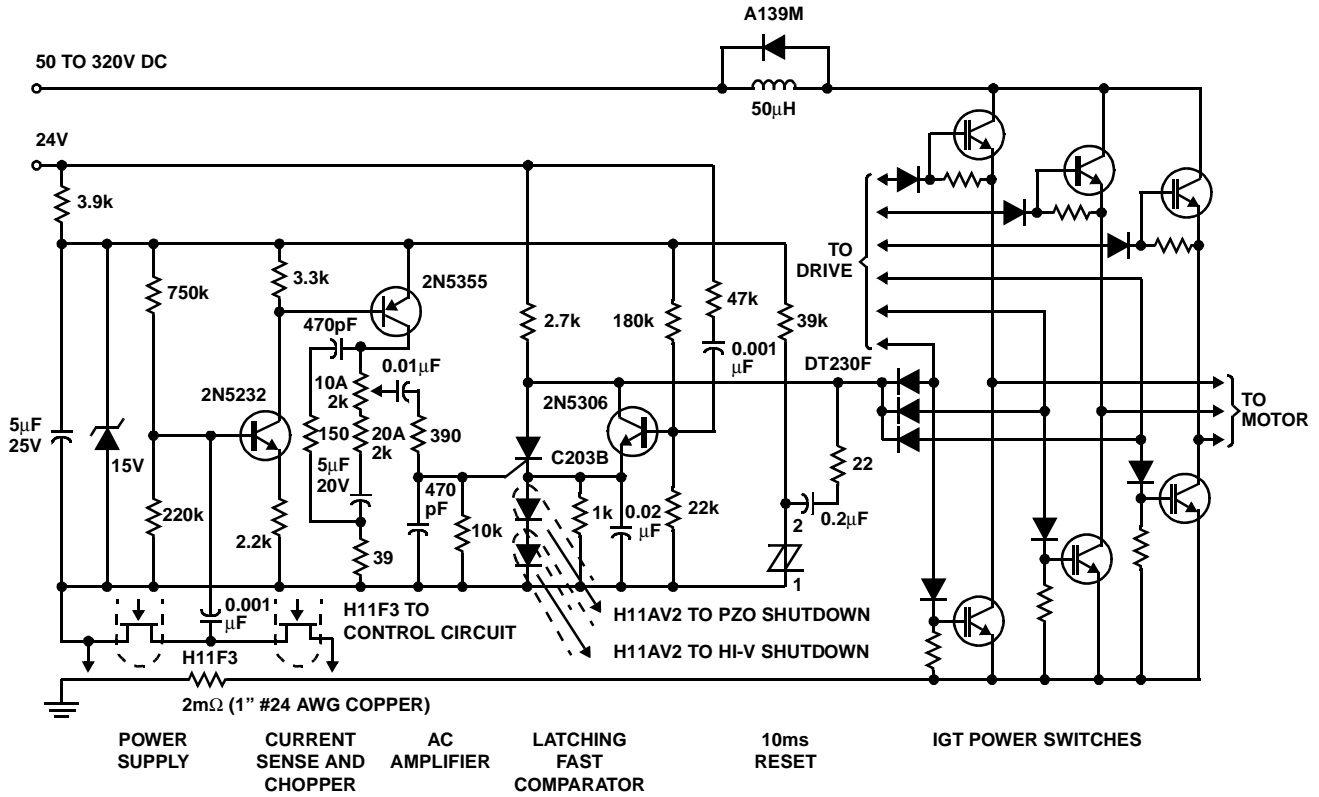 A139M
50 TO 320V DC
50μH
24V
3.9k
TO
DRIVE
3.3k
2N5355
750k
47k
470pF
2.7k
180k
39k
0.001
μF
0.01μF
DT230F
10A
2k
2N5232
2N5306
TO
MOTOR
5μF
25V
15V
150
20A
2k
390
C203B
22
5μF
20V
470
pF
220k
1k
0.02
μF
22k
2
0.2μF
2.2k
10k
39
1
0.001
μF
H11F3 TO
CONTROL CIRCUIT
H11AV2 TO PZO SHUTDOWN
H11F3
H11AV2 TO HI-V SHUTDOWN
2mΩ (1” #24 AWG COPPER)
POWER
SUPPLY
CURRENT
SENSE AND
CHOPPER
AC
AMPLIFIER
LATCHING
FAST
COMPARATOR
10ms
RESET
IGT POWER SWITCHES